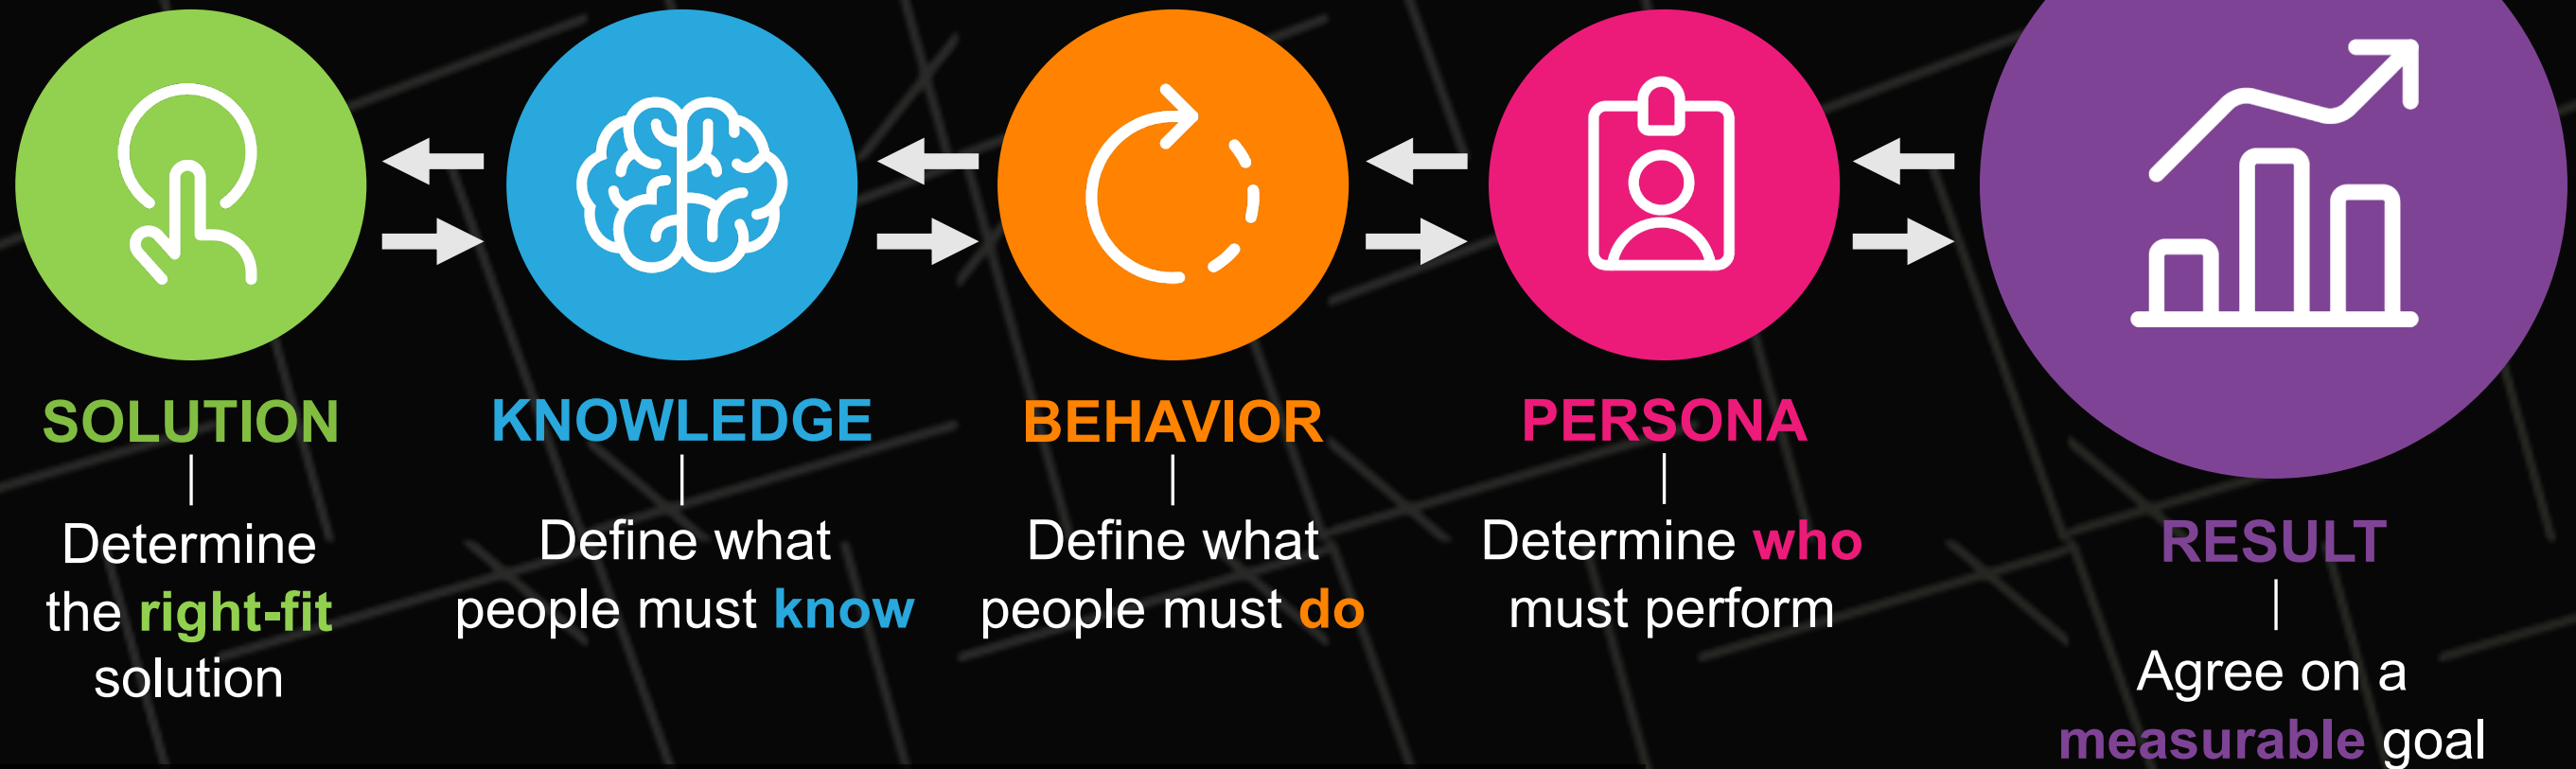 SOLUTION
Determine
the right-fit
solution
KNOWLEDGE
Define what
people must know
BEHAVIOR
Define what
people must do
PERSONA
Determine who
must perform
RESULT
Agree on a
measurable goal